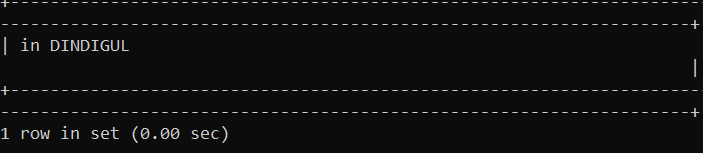 | in DINDIGUL
|
1 row in set (0.00 sec)